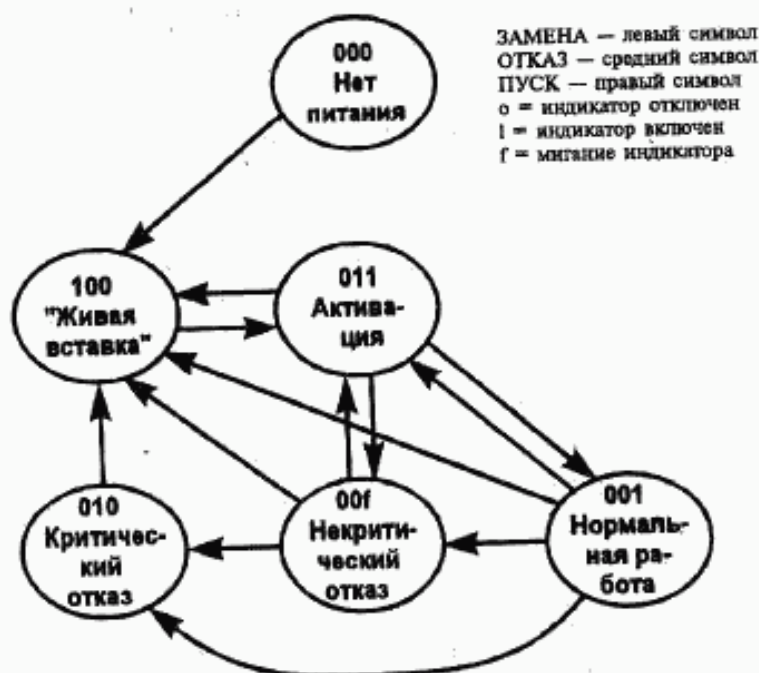 000
Нет
питания
ЗАМЕНА — левый символ
ОТКАЗ — средний символ
ПУСК — правый символ
о = индикатор отключен
1 = индикатор включен
f = мигание индикатора
100
"Живая
вставка"
011
Актива-
ция
010
Критичес-
кий
отказ
00f
Некрити-
ческий
отказ
001
Нормаль-
ная ра-
бота